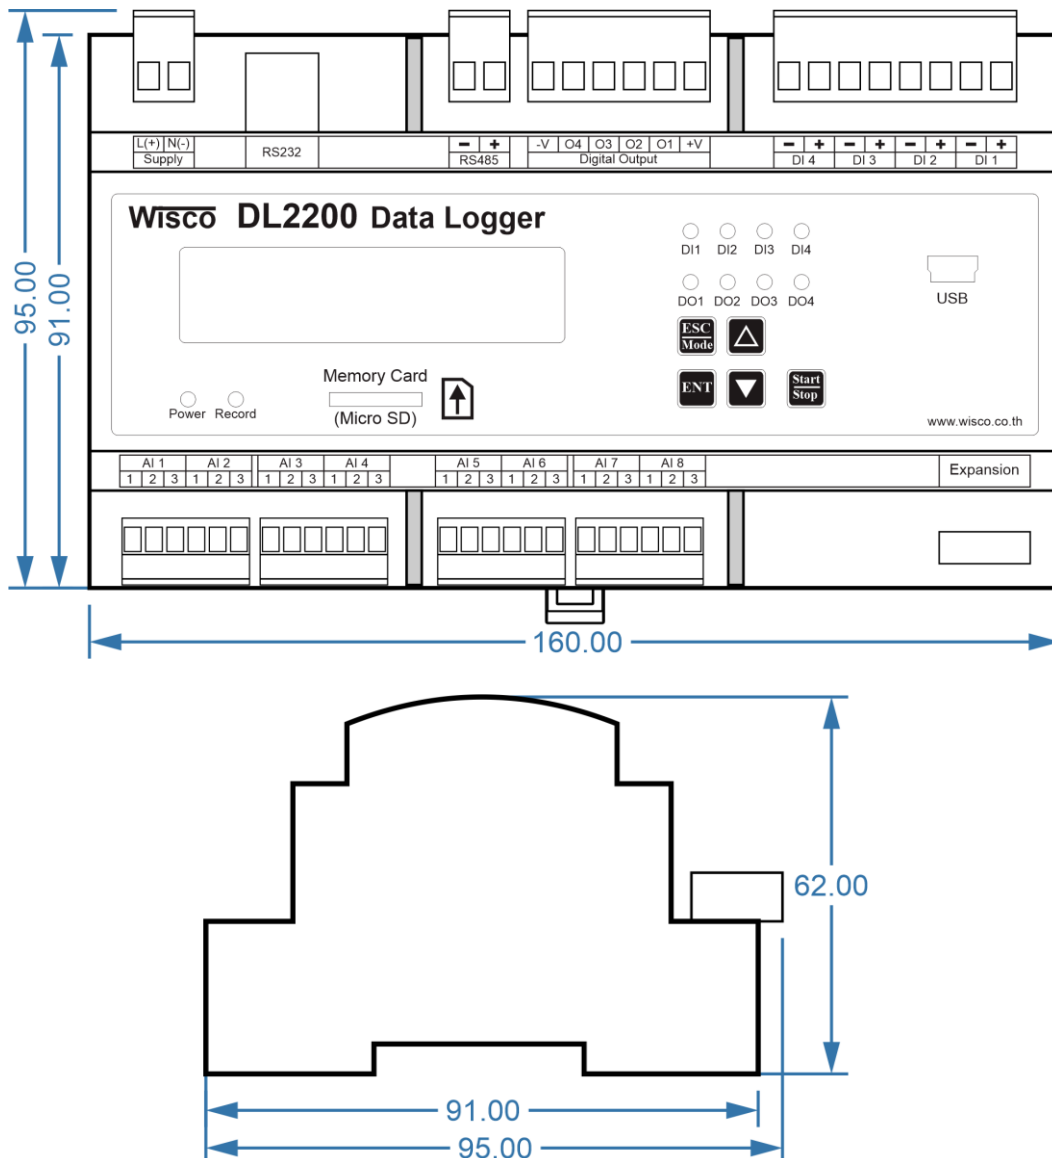 L(+) N(-)
Supply
RS232
− +
RS485
-V O4 O3 O2 O1 +V
Digital Output
− + − + − + − +
DI 4 DI 3 DI 2 DI 1
Wisco DL2200 Data Logger
DI1 DI2 DI3 DI4
DO1 DO2 DO3 DO4
USB
ESC
Mode
ENT
Start
Stop
Memory Card
(Micro SD)
Power Record
www.wisco.co.th
AI 1 AI 2 AI 3 AI 4 AI 5 AI 6 AI 7 AI 8
1 2 3 1 2 3 1 2 3 1 2 3 1 2 3 1 2 3 1 2 3 1 2 3
Expansion
95.00
91.00
160.00
62.00
91.00
95.00